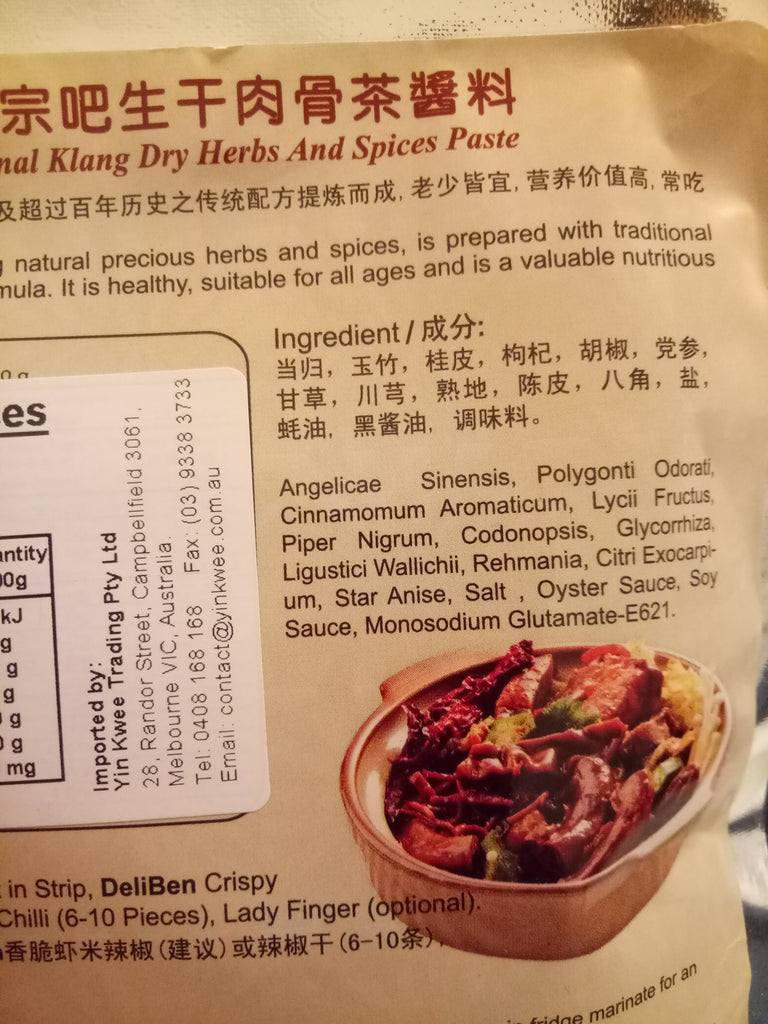 宗吧生干肉骨茶醬料
Klang Dry Herbs And Spices Paste
及超过百年历史之传统配方提炼而成, 老少皆宜, 营养价值高, 常吃
natural precious herbs and spices, is prepared with traditional
mula. It is healthy, suitable for all ages and is a valuable nutritious
Ingredient / 成分:
当归, 玉竹, 桂皮, 枸杞, 胡椒, 党参,
甘草, 川芎, 熟地, 陈皮, 八角, 盐,
蚝油, 黑酱油, 调味料。
Angelicae Sinensis, Polygonti Odorati,
Cinnamomum Aromaticum, Lycii Fructus,
Piper Nigrum, Codonopsis, Glycorrhiza,
Ligustici Wallichii, Rehmania, Citri Exocarpi-
um, Star Anise, Salt , Oyster Sauce, Soy
Sauce, Monosodium Glutamate-E621.
es
antity
00g
kJ
g
g
g
g
g
mg
Imported by:
Yin Kwee Trading Pty Ltd
28, Randor Street, Campbellfield 3061,
Melbourne VIC, Australia.
Tel: 0408 168 168 Fax: (03) 9338 3733
Email: contact@yinkwee.com.au
in Strip, DeliBen Crispy
Chilli (6-10 Pieces), Lady Finger (optional).
香脆虾米辣椒(建议)或辣椒干(6-10条),
fridge marinate for an